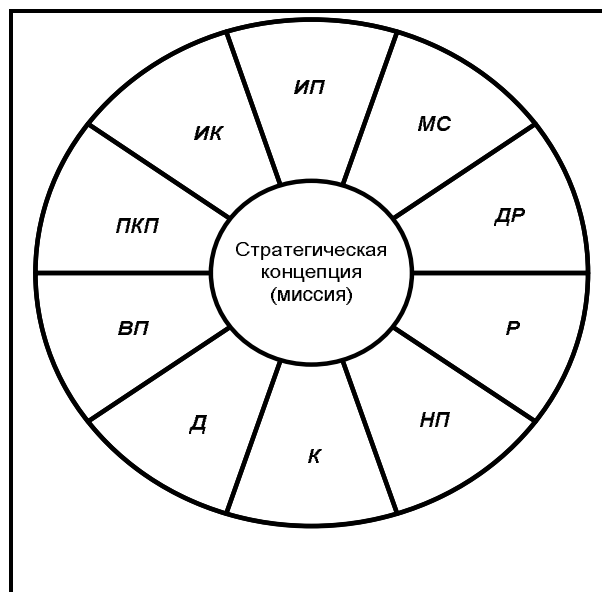 ИП
МС
ИК
ДР
ПКП
Стратегическая
концепция
(миссия)
ВП
Р
Д
НП
К